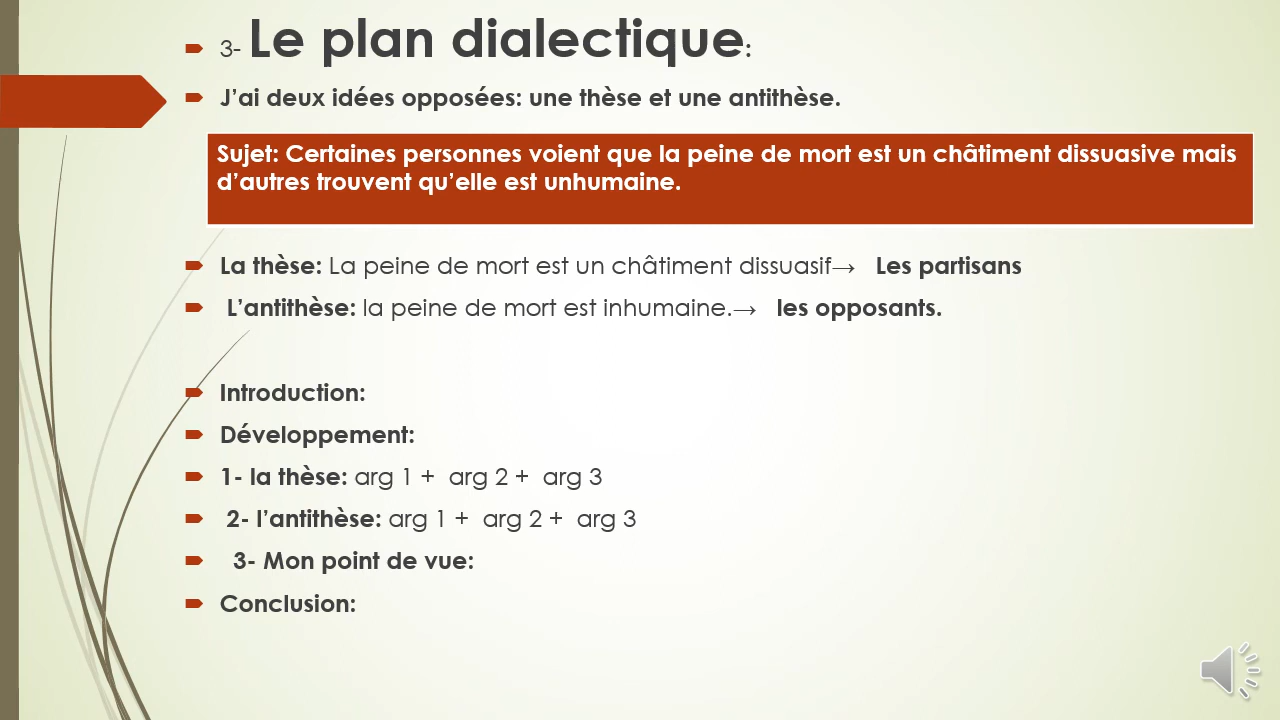 3- Le plan dialectique:
J’ai deux idées opposées: une thèse et une antithèse.
Sujet: Certaines personnes voient que la peine de mort est un châtiment dissuasive mais
d’autres trouvent qu’elle est unhumaine.
La thèse: La peine de mort est un châtiment dissuasif→ Les partisans
L’antithèse: la peine de mort est inhumaine.→ les opposants.
Introduction:
Développement:
1- la thèse: arg 1 + arg 2 + arg 3
2- l’antithèse: arg 1 + arg 2 + arg 3
3- Mon point de vue:
Conclusion: